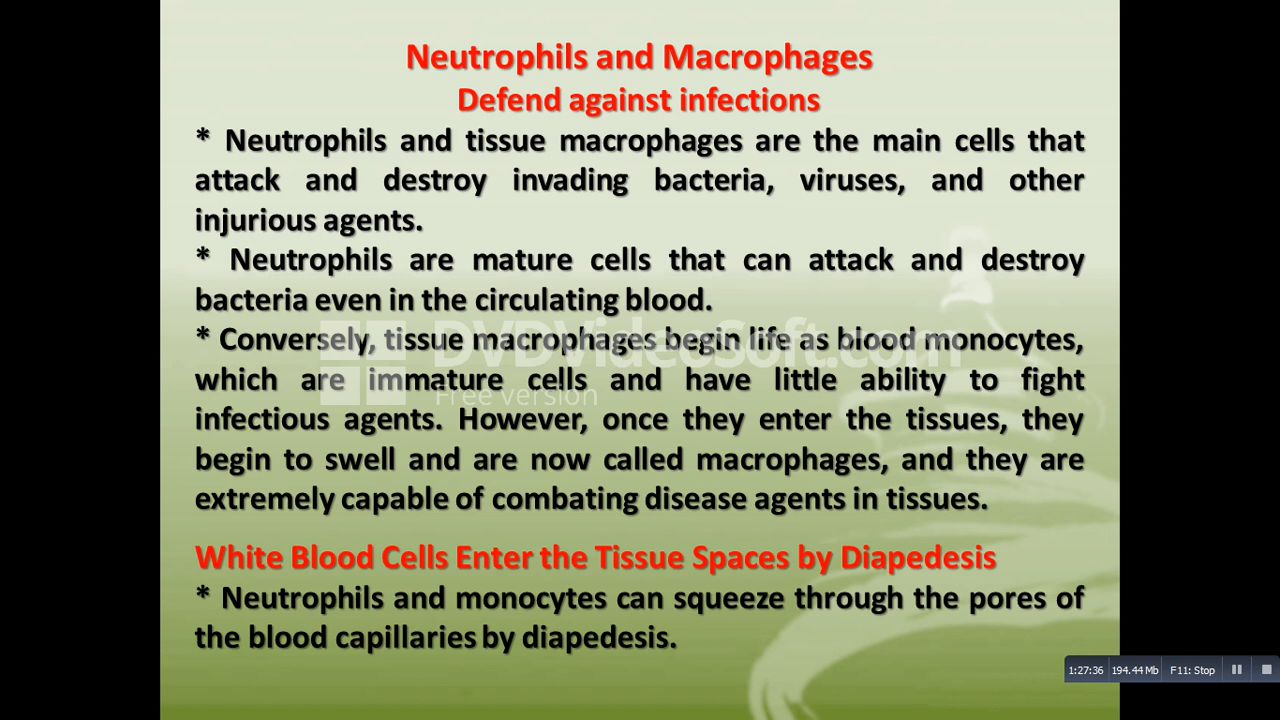 Neutrophils and Macrophages
Defend against infections
* Neutrophils and tissue macrophages are the main cells that
attack and destroy invading bacteria, viruses, and other
injurious agents.
* Neutrophils are mature cells that can attack and destroy
bacteria even in the circulating blood.
* Conversely, tissue macrophages begin life as blood monocytes,
which are immature cells and have little ability to fight
infectious agents. However, once they enter the tissues, they
begin to swell and are now called macrophages, and they are
extremely capable of combating disease agents in tissues.
White Blood Cells Enter the Tissue Spaces by Diapedesis
* Neutrophils and monocytes can squeeze through the pores of
the blood capillaries by diapedesis.
DVDVideoSoft.com
Free version
1:27:36 194.44 Mb F11: Stop